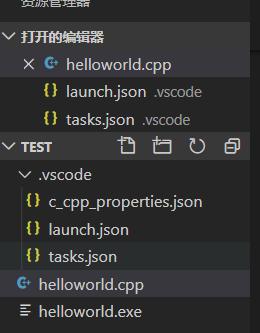 资源管理器
打开的编辑器
helloworld.cpp
launch.json .vscode
tasks.json .vscode
TEST
.vscode
c_cpp_properties.json
launch.json
tasks.json
helloworld.cpp
helloworld.exe